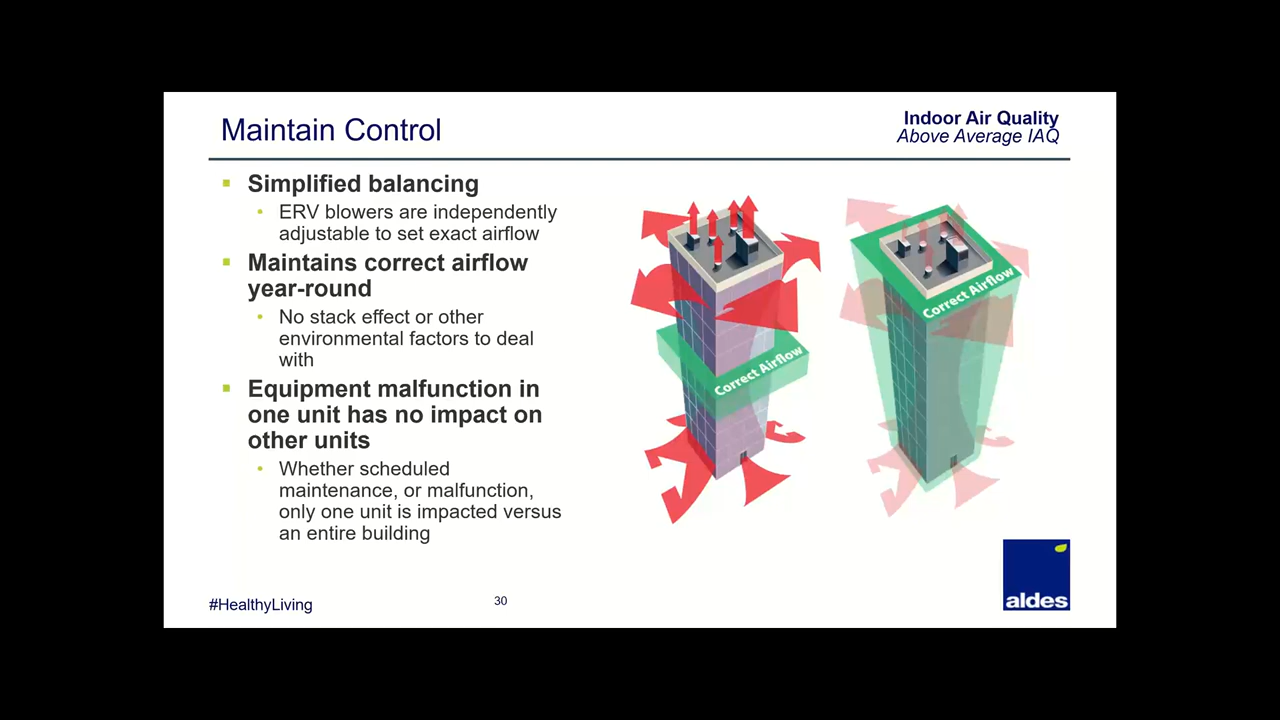 Maintain Control
Indoor Air Quality
Above Average IAQ
Simplified balancing
ERV blowers are independently
adjustable to set exact airflow
Maintains correct airflow
year-round
No stack effect or other
environmental factors to deal
with
Equipment malfunction in
one unit has no impact on
other units
Whether scheduled
maintenance, or malfunction,
only one unit is impacted versus
an entire building
Correct Airflow
Correct Airflow
#HealthyLiving
30
aldes